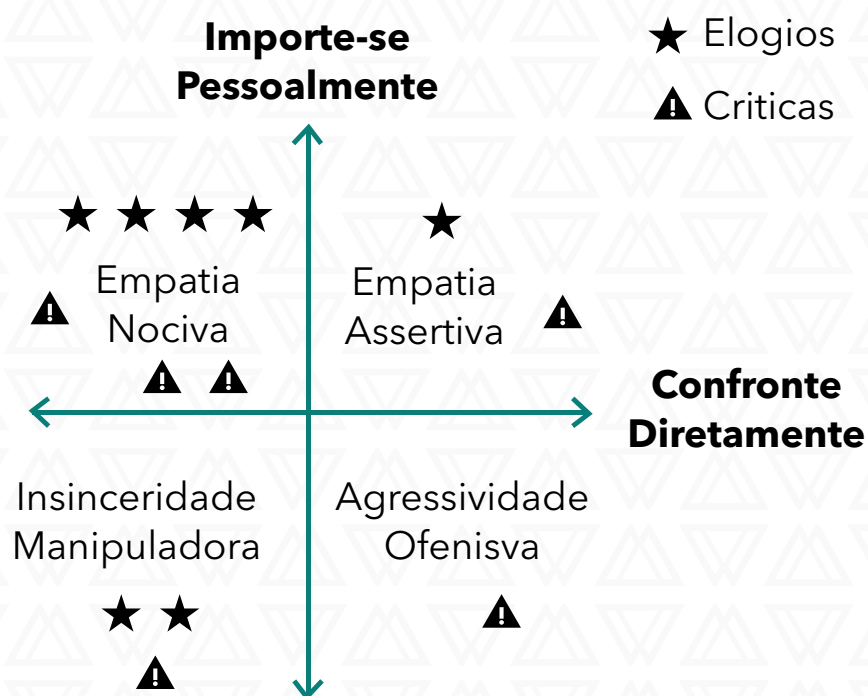 Importe-se
Pessoalmente
Elogios
Criticas
Empatia
Nociva
Empatia
Assertiva
Confronte
Diretamente
Insinceridade
Manipuladora
Agressividade
Ofenisva